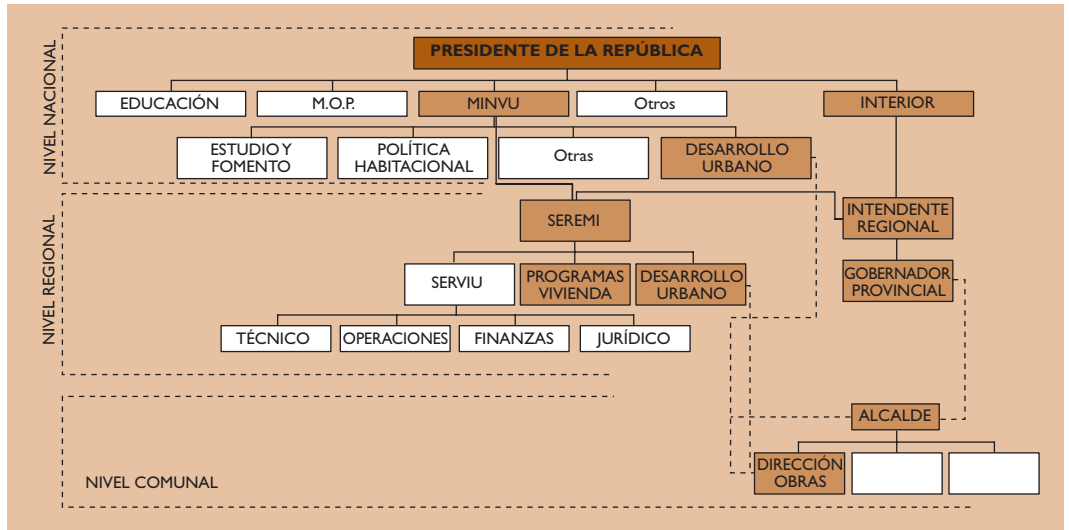 NIVEL NACIONAL
PRESIDENTE DE LA REPÚBLICA
EDUCACIÓN
M.O.P.
MINVU
Otros
INTERIOR
ESTUDIO Y
FOMENTO
POLÍTICA
HABITACIONAL
Otras
DESARROLLO
URBANO
NIVEL REGIONAL
SEREMI
INTENDENTE
REGIONAL
SERVIU
PROGRAMAS
VIVIENDA
DESARROLLO
URBANO
GOBERNADOR
PROVINCIAL
TÉCNICO
OPERACIONES
FINANZAS
JURÍDICO
ALCALDE
DIRECCIÓN
OBRAS
NIVEL COMUNAL